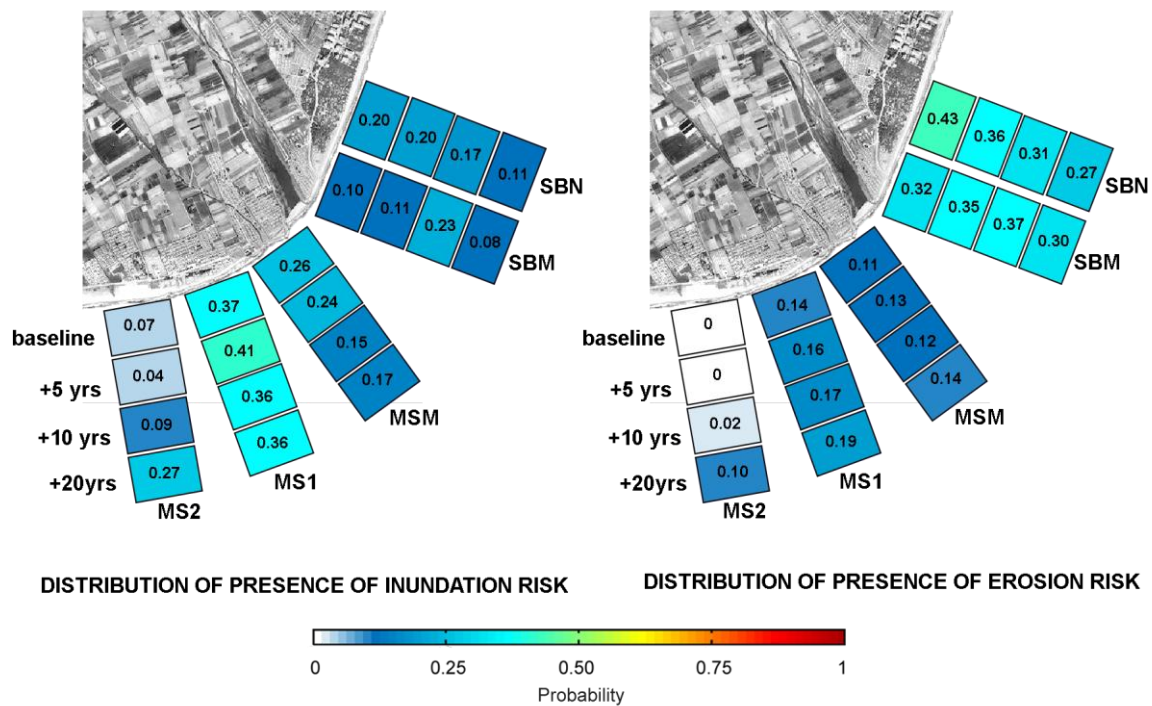 0.20 0.20 0.17 0.11 SBN
0.10 0.11 0.23 0.08 SBM
0.26
0.24
0.15
0.17
MSM
0.37
0.41
0.36
0.36
MS1
baseline 0.07
+5 yrs 0.04
+10 yrs 0.09
+20yrs 0.27
MS2
0.43 0.36 0.31 0.27 SBN
0.32 0.35 0.37 0.30 SBM
0.11
0.13
0.12
0.14
MSM
0.14
0.16
0.17
0.19
MS1
baseline 0
+5 yrs 0
+10 yrs 0.02
+20yrs 0.10
MS2
DISTRIBUTION OF PRESENCE OF INUNDATION RISK
DISTRIBUTION OF PRESENCE OF EROSION RISK
0 0.25 0.50 0.75 1
Probability